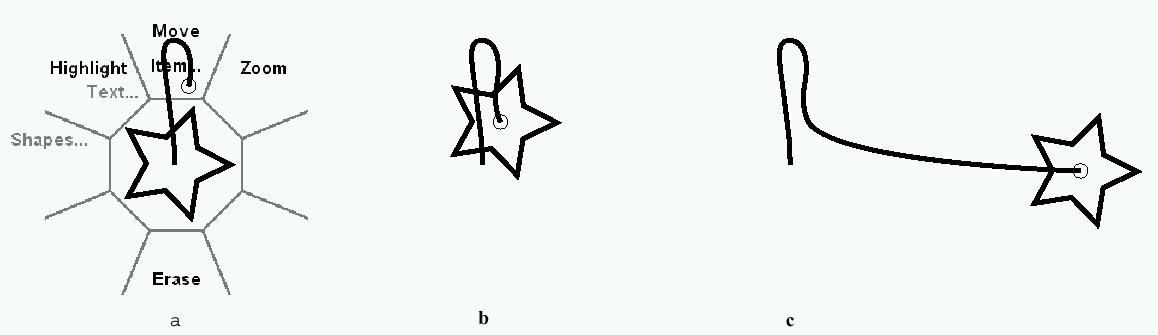 Move
Highlight
Item...
Zoom
Text...
Shapes...
Erase
a
b
c